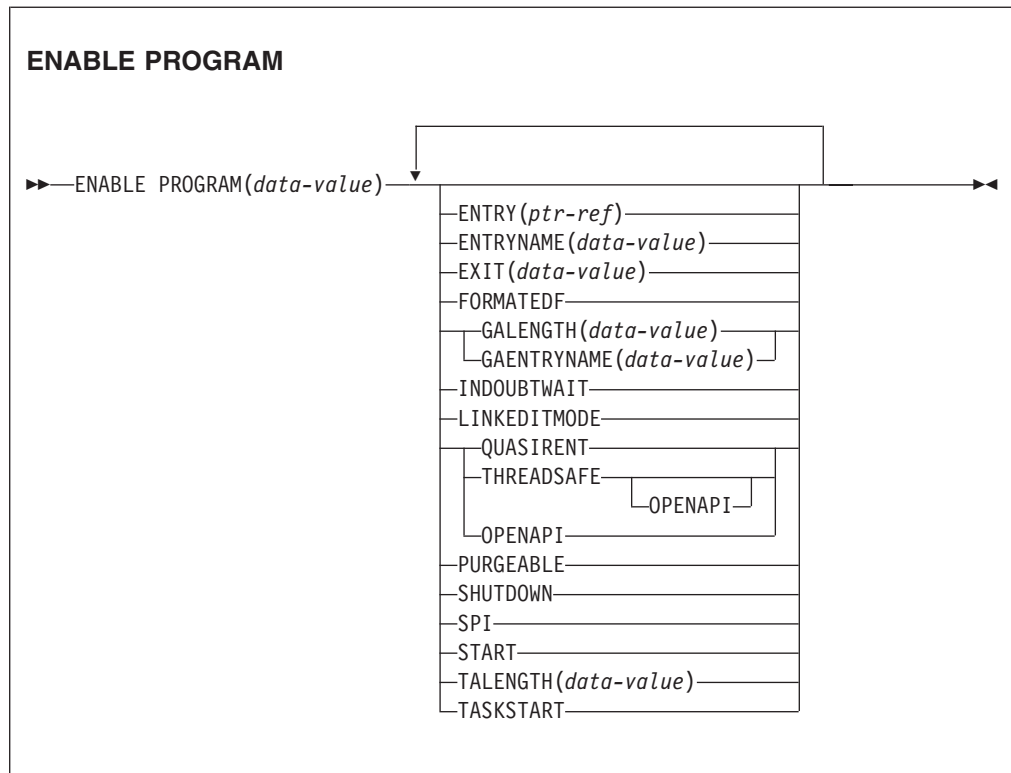 ENABLE PROGRAM
ENABLE PROGRAM(data-value)
ENTRY(ptr-ref)
ENTRYNAME(data-value)
EXIT(data-value)
FORMATEDF
GALENGTH(data-value)
GAENTRYNAME(data-value)
INDOUBTWAIT
LINKEDITMODE
QUASIRENT
THREADSAFE
OPENAPI
OPENAPI
PURGEABLE
SHUTDOWN
SPI
START
TALENGTH(data-value)
TASKSTART